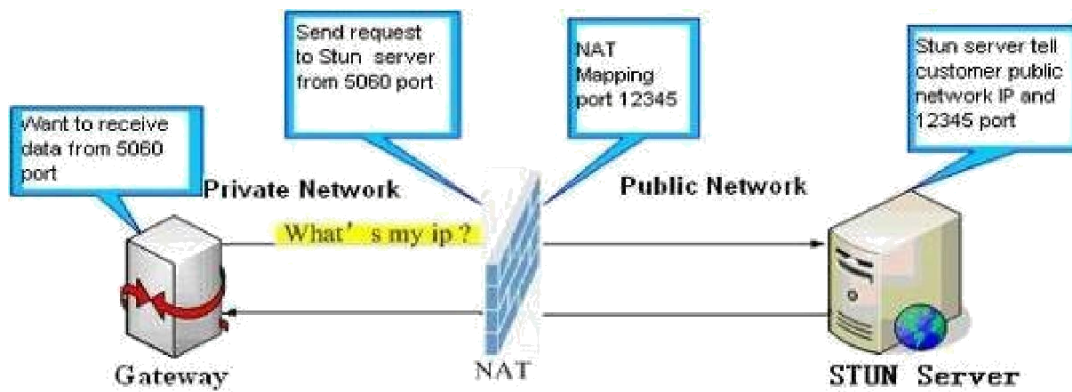 Send request
to Stun server
from 5060 port
NAT
Mapping
port 12345
Stun server tell
customer public
network IP and
12345 port
Want to receive
data from 5060
port
Private Network
Public Network
What's my ip?
Gateway
NAT
STUN Server